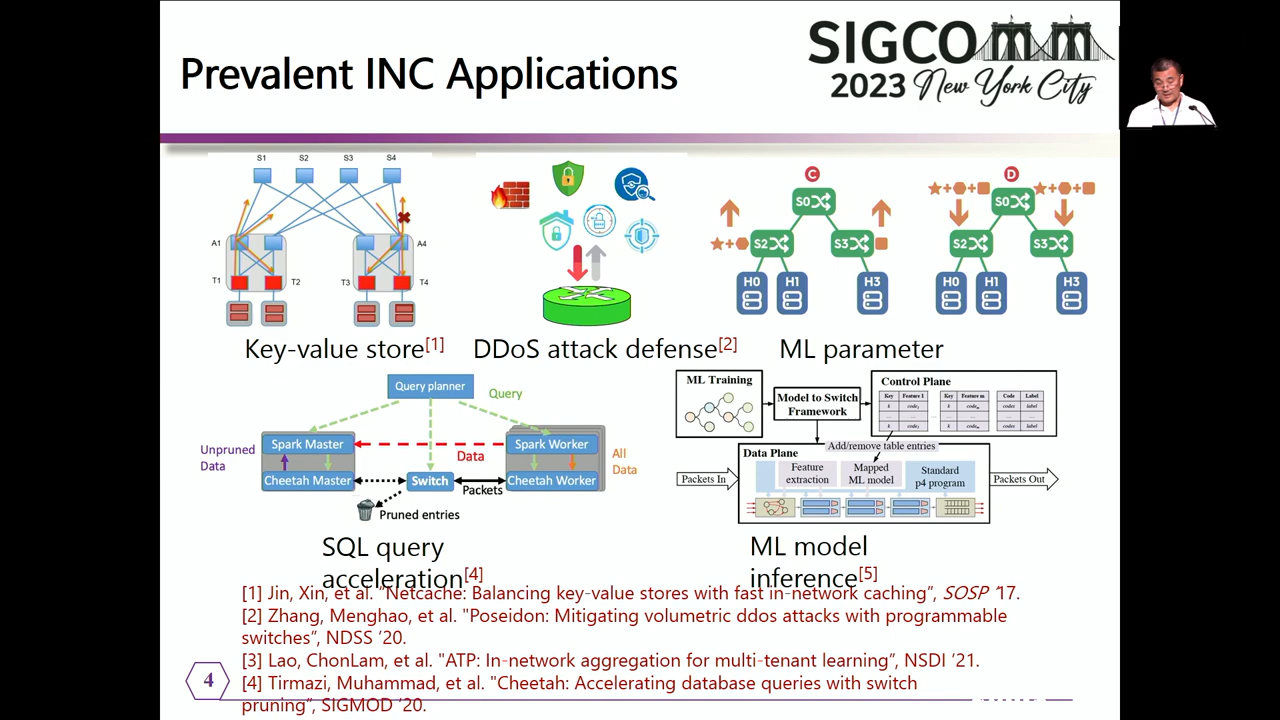 Prevalent INC Applications
SIGCOMM
2023 New York City
S1 S2 S3 S4
A1 A4
T1 T2 T3 T4
Key-value store[1]
DDoS attack defense[2]
C
S0
S2 S3
H0 H1 H3
D
S0
S2 S3
H0 H1 H3
ML parameter
Query planner
Query
Unpruned
Data
Spark Master
Spark Worker
Data
All
Data
Cheetah Master
Switch
Packets
Cheetah Worker
Pruned entries
SQL query
acceleration[4]
ML Training
Model to Switch
Framework
Control Plane
Key Feature 1 Key Feature m Code Label
Add/remove table entries
Data Plane
Packets In
Feature
extraction
Mapped
ML model
Standard
p4 program
Packets Out
ML model
inference[5]
[1] Jin, Xin, et al. "Netcache: Balancing key-value stores with fast in-network caching", SOSP '17.
[2] Zhang, Menghao, et al. "Poseidon: Mitigating volumetric ddos attacks with programmable
switches", NDSS '20.
[3] Lao, ChonLam, et al. "ATP: In-network aggregation for multi-tenant learning", NSDI '21.
[4] Tirmazi, Muhammad, et al. "Cheetah: Accelerating database queries with switch
pruning", SIGMOD '20.
4